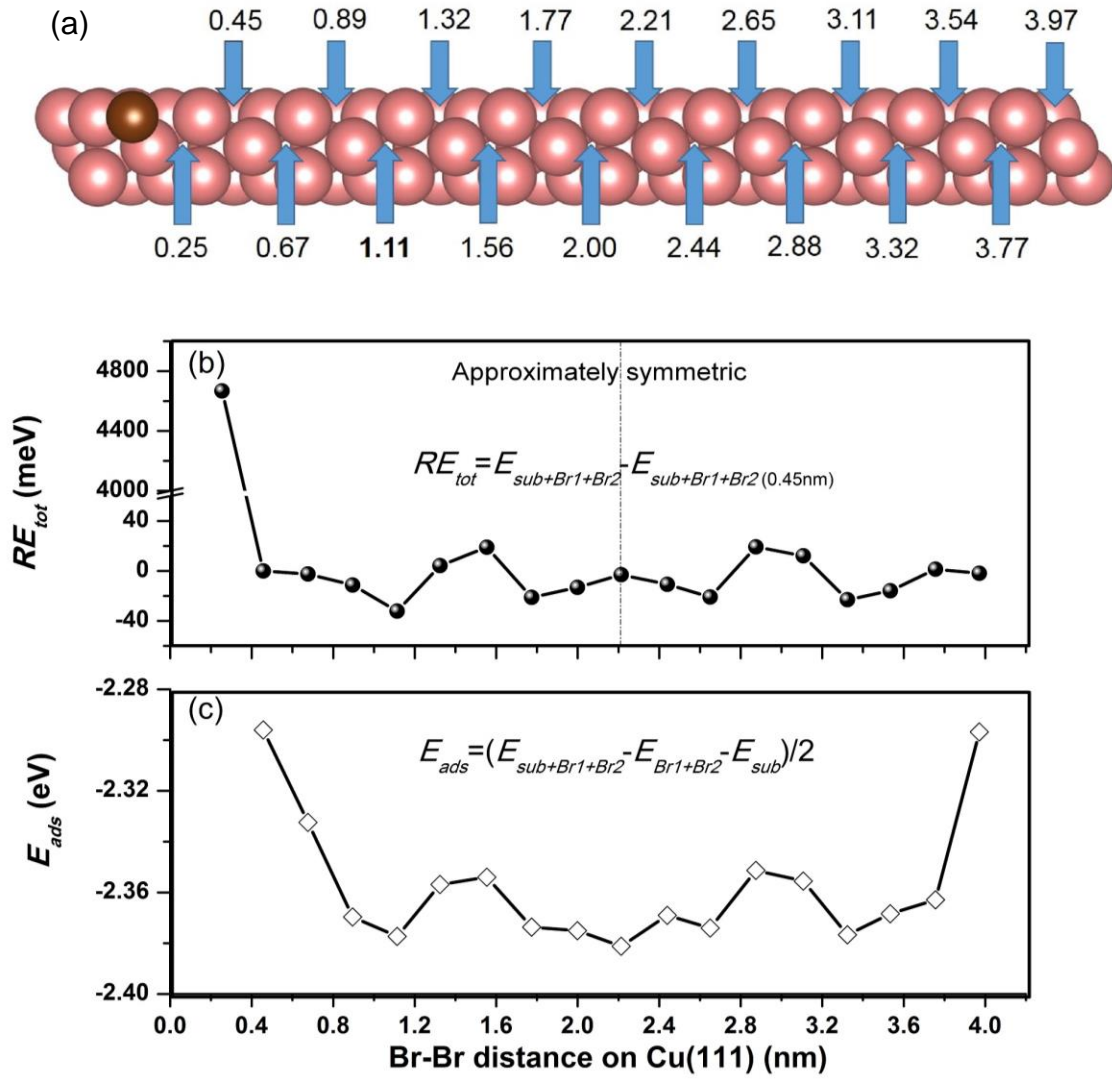 (a)
0.45 0.89 1.32 1.77 2.21 2.65 3.11 3.54 3.97
0.25 0.67 1.11 1.56 2.00 2.44 2.88 3.32 3.77
(b)
Approximately symmetric
RE_tot=E_sub+Br1+Br2-E_sub+Br1+Br2 (0.45nm)
RE_tot (meV)
4800
4400
4000
40
0
-40
(c)
E_ads=(E_sub+Br1+Br2-E_Br1+Br2-E_sub)/2
E_ads (eV)
-2.28
-2.32
-2.36
-2.40
0.0 0.4 0.8 1.2 1.6 2.0 2.4 2.8 3.2 3.6 4.0
Br-Br distance on Cu(111) (nm)